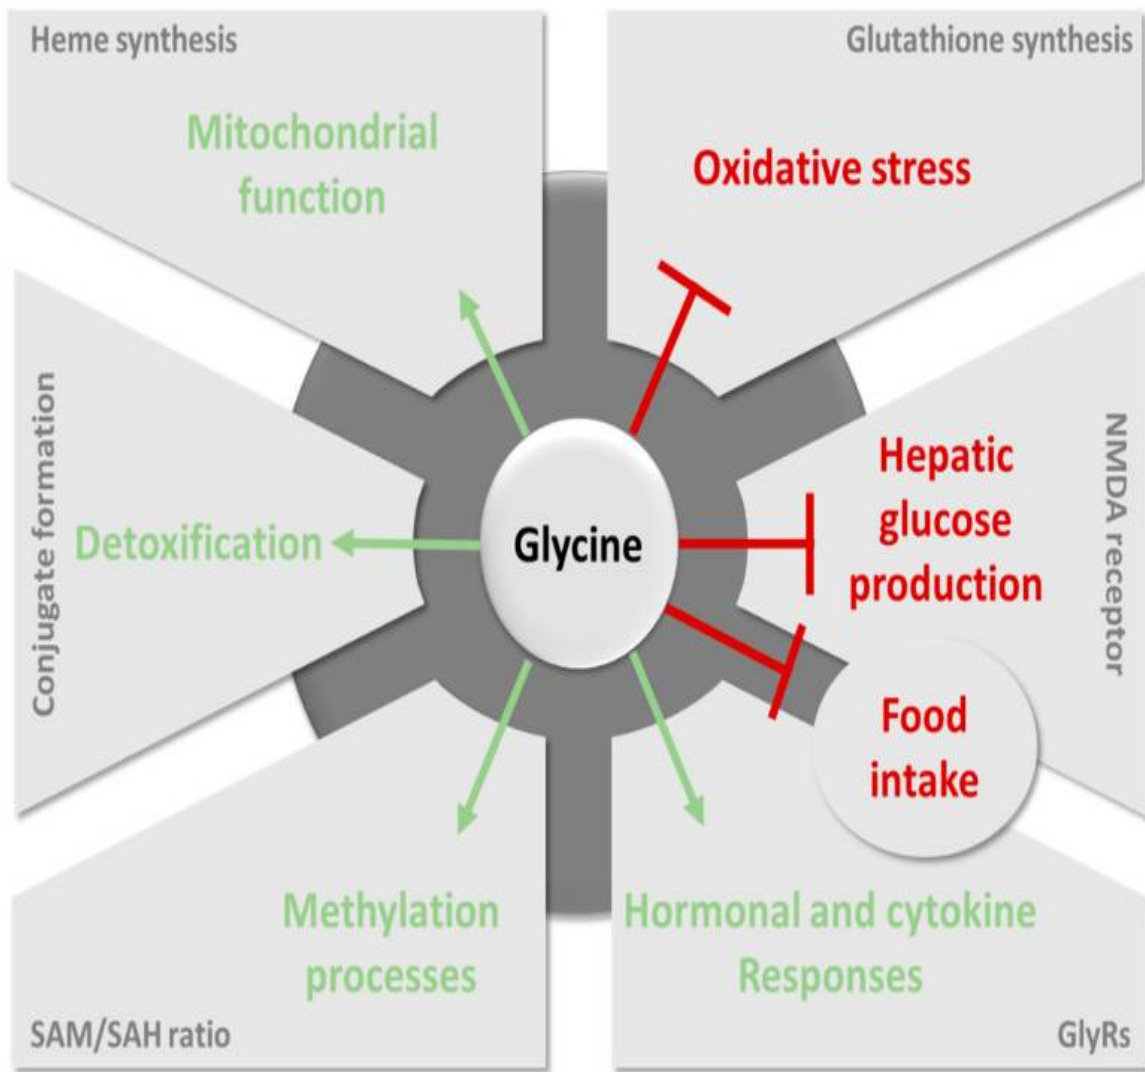 Heme synthesis
Glutathione synthesis
Mitochondrial
function
Oxidative stress
Conjugate formation
Detoxification
Glycine
Hepatic
glucose
production
NMDA receptor
Food
intake
Methylation
processes
Hormonal and cytokine
Responses
SAM/SAH ratio
GlyRs